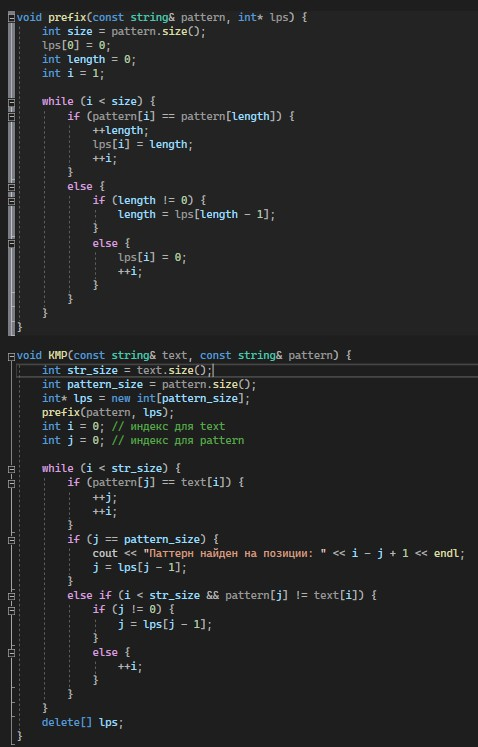 void prefix(const string& pattern, int* lps) {
    int size = pattern.size();
    lps[0] = 0;
    int length = 0;
    int i = 1;

    while (i < size) {
        if (pattern[i] == pattern[length]) {
            ++length;
            lps[i] = length;
            ++i;
        }
        else {
            if (length != 0) {
                length = lps[length - 1];
            }
            else {
                lps[i] = 0;
                ++i;
            }
        }
    }
}

void KMP(const string& text, const string& pattern) {
    int str_size = text.size();
    int pattern_size = pattern.size();
    int* lps = new int[pattern_size];
    prefix(pattern, lps);
    int i = 0; // индекс для text
    int j = 0; // индекс для pattern

    while (i < str_size) {
        if (pattern[j] == text[i]) {
            ++j;
            ++i;
        }
        if (j == pattern_size) {
            cout << "Паттерн найден на позиции: " << i - j + 1 << endl;
            j = lps[j - 1];
        }
        else if (i < str_size && pattern[j] != text[i]) {
            if (j != 0) {
                j = lps[j - 1];
            }
            else {
                ++i;
            }
        }
    }
    delete[] lps;
}